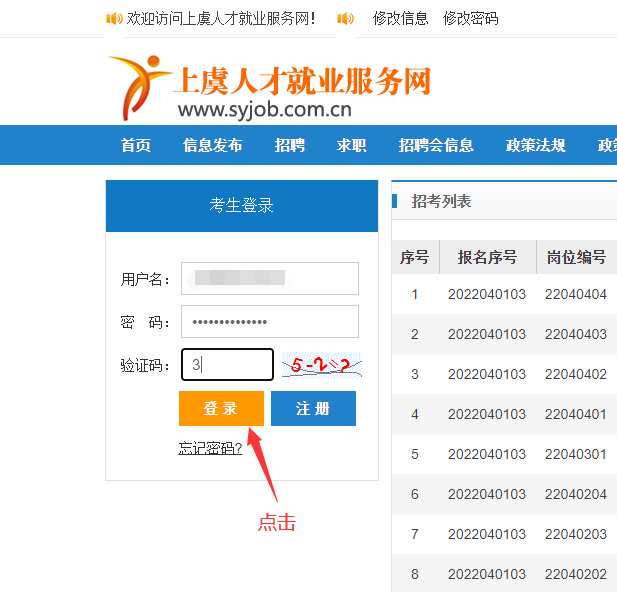 欢迎访问上虞人才就业服务网！ 修改信息 修改密码
上虞人才就业服务网
www.syjob.com.cn
首页 信息发布 招聘 求职 招聘会信息 政策法规
考生登录
用户名：
密 码： ••••••••••••••
验证码： 3 5-2=?
登 录 注 册
忘记密码?
点击
招考列表
序号 报名序号 岗位编号
1 2022040103 22040404
2 2022040103 22040403
3 2022040103 22040402
4 2022040103 22040401
5 2022040103 22040301
6 2022040103 22040204
7 2022040103 22040203
8 2022040103 22040202